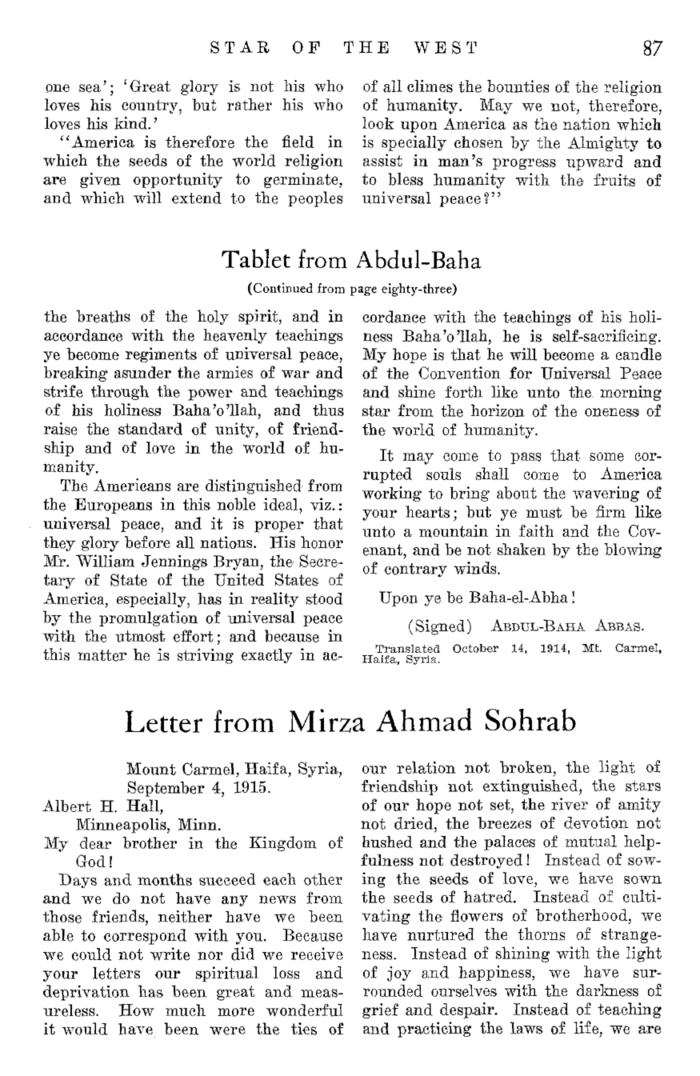 STAR OF THE WEST 87
one sea'; 'Great glory is not his who
loves his country, but rather his who
loves his kind.'
"America is therefore the field in
which the seeds of the world religion
are given opportunity to germinate,
and which will extend to the peoples
of all climes the bounties of the religion
of humanity. May we not, therefore,
look upon America as the nation which
is specially chosen by the Almighty to
assist in man's progress upward and
to bless humanity with the fruits of
universal peace?"
Tablet from Abdul-Baha
(Continued from page eighty-three)
the breaths of the holy spirit, and in
accordance with the heavenly teachings
ye become regiments of universal peace,
breaking asunder the armies of war and
strife through the power and teachings
of his holiness Baha'o'llah, and thus
raise the standard of unity, of friend-
ship and of love in the world of hu-
manity.
The Americans are distinguished from
the Europeans in this noble ideal, viz.:
universal peace, and it is proper that
they glory before all nations. His honor
Mr. William Jennings Bryan, the Secre-
tary of State of the United States of
America, especially, has in reality stood
by the promulgation of universal peace
with the utmost effort; and because in
this matter he is striving exactly in ac-
cordance with the teachings of his holi-
ness Baha'o'llah, he is self-sacrificing.
My hope is that he will become a candle
of the Convention for Universal Peace
and shine forth like unto the morning
star from the horizon of the oneness of
the world of humanity.
It may come to pass that some cor-
rupted souls shall come to America
working to bring about the wavering of
your hearts; but ye must be firm like
unto a mountain in faith and the Cov-
enant, and be not shaken by the blowing
of contrary winds.
Upon ye be Baha-el-Abha!
(Signed) ABDUL-BAHA ABBAS.
Translated October 14, 1914, Mt. Carmel,
Haifa, Syria.
Letter from Mirza Ahmad Sohrab
Mount Carmel, Haifa, Syria,
September 4, 1915.
Albert H. Hall,
Minneapolis, Minn.
My dear brother in the Kingdom of
God!
Days and months succeed each other
and we do not have any news from
those friends, neither have we been
able to correspond with you. Because
we could not write nor did we receive
your letters our spiritual loss and
deprivation has been great and meas-
ureless. How much more wonderful
it would have been were the ties of
our relation not broken, the light of
friendship not extinguished, the stars
of our hope not set, the river of amity
not dried, the breezes of devotion not
hushed and the palaces of mutual help-
fulness not destroyed! Instead of sow-
ing the seeds of love, we have sown
the seeds of hatred. Instead of culti-
vating the flowers of brotherhood, we
have nurtured the thorns of strange-
ness. Instead of shining with the light
of joy and happiness, we have sur-
rounded ourselves with the darkness of
grief and despair. Instead of teaching
and practicing the laws of life, we are